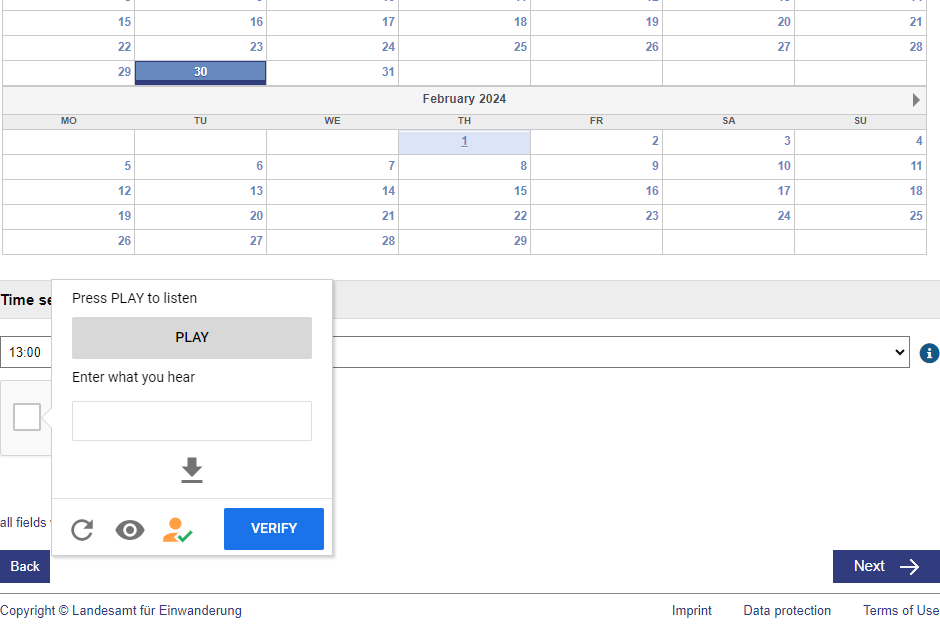 15 16 17 18 19 20 21
22 23 24 25 26 27 28
29 30 31
February 2024
MO TU WE TH FR SA SU
1 2 3 4
5 6 7 8 9 10 11
12 13 14 15 16 17 18
19 20 21 22 23 24 25
26 27 28 29
Time se
Press PLAY to listen
PLAY
13:00
Enter what you hear
all fields
VERIFY
Back
Next
Copyright © Landesamt für Einwanderung
Imprint Data protection Terms of Use